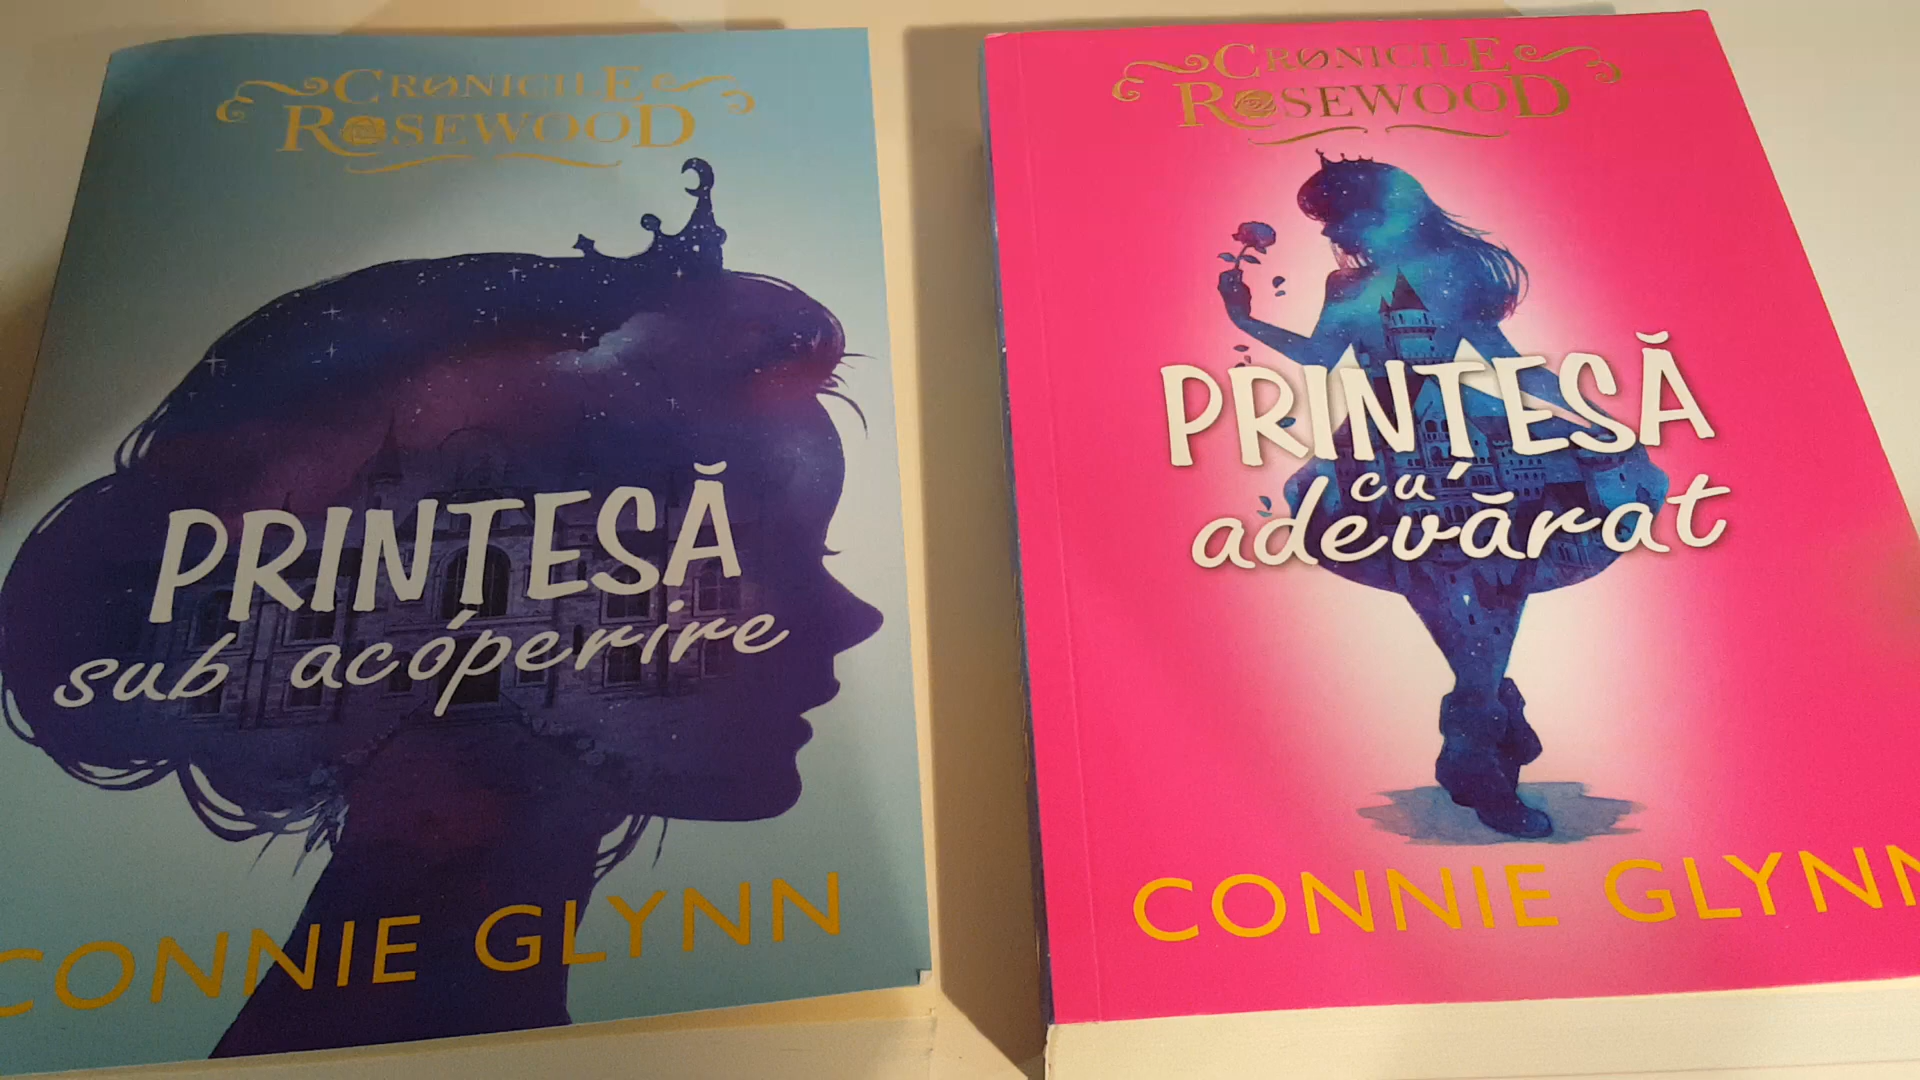 CRONICILE
ROSEWOOD
PRINȚESĂ
sub acoperire
CONNIE GLYNN
CRONICILE
ROSEWOOD
PRINȚESĂ
cu
adevărat
CONNIE GLYNN